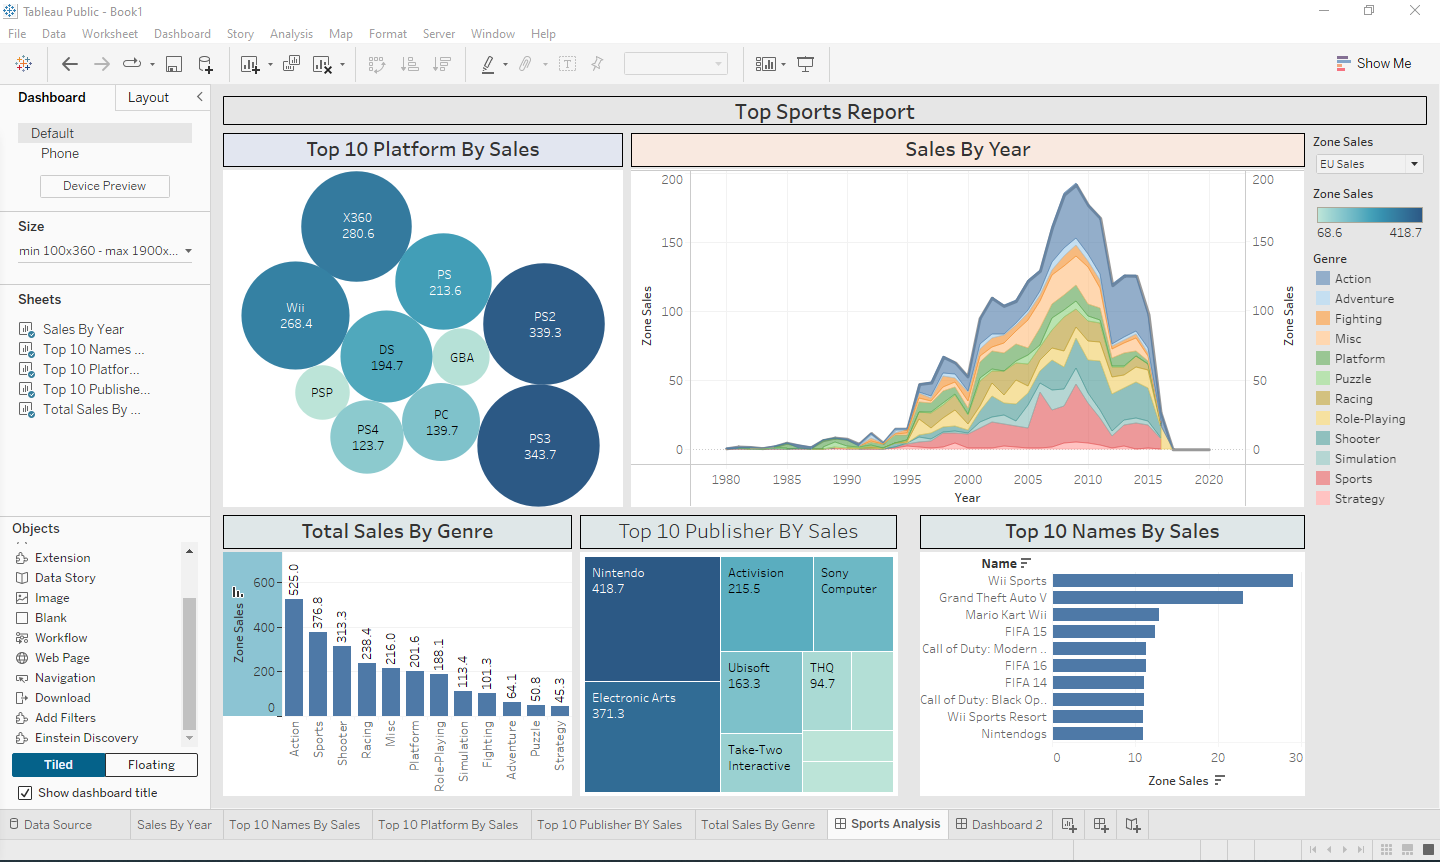 Tableau Public - Book1
File Data Worksheet Dashboard Story Analysis Map Format Server Window Help
Show Me
Dashboard Layout
Default
Phone
Device Preview
Size
min 100x360 - max 1900x...
Sheets
Sales By Year
Top 10 Names ...
Top 10 Platfor...
Top 10 Publishe...
Total Sales By ...
Objects
Extension
Data Story
Image
Blank
Workflow
Web Page
Navigation
Download
Add Filters
Einstein Discovery
Tiled Floating
Show dashboard title
Top Sports Report
Top 10 Platform By Sales
X360
280.6
PS
213.6
Wii
268.4
PS2
339.3
DS
194.7
GBA
PSP
PC
139.7
PS4
123.7
PS3
343.7
Sales By Year
200 200
150 150
100 100
50 50
0 0
Zone Sales Zone Sales
1980 1985 1990 1995 2000 2005 2010 2015 2020
Year
Zone Sales
EU Sales
Zone Sales
68.6 418.7
Genre
Action
Adventure
Fighting
Misc
Platform
Puzzle
Racing
Role-Playing
Shooter
Simulation
Sports
Strategy
Total Sales By Genre
Zone Sales
600
400
200
0
525.0 376.8 313.3 238.4 216.0 201.6 188.1 113.4 101.3 64.1 50.8 45.3
Action Sports Shooter Racing Misc Platform Role-Playing Simulation Fighting Adventure Puzzle Strategy
Top 10 Publisher BY Sales
Nintendo
418.7
Activision
215.5
Sony
Computer
Ubisoft
163.3
THQ
94.7
Electronic Arts
371.3
Take-Two
Interactive
Top 10 Names By Sales
Name
Wii Sports
Grand Theft Auto V
Mario Kart Wii
FIFA 15
Call of Duty: Modern ..
FIFA 16
FIFA 14
Call of Duty: Black Op..
Wii Sports Resort
Nintendogs
0 10 20 30
Zone Sales
Data Source Sales By Year Top 10 Names By Sales Top 10 Platform By Sales Top 10 Publisher BY Sales Total Sales By Genre Sports Analysis Dashboard 2